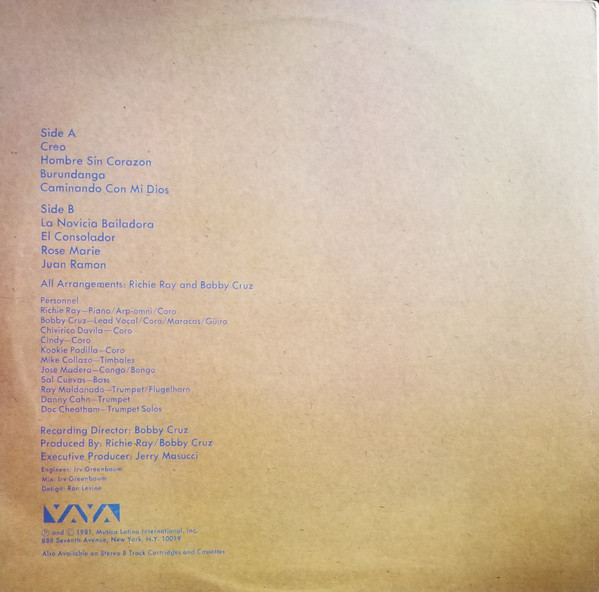 Side A
Creo
Hombre Sin Corazon
Burundanga
Caminando Con Mi Dios
Side B
La Novicia Bailadora
El Consolador
Rose Marie
Juan Ramon
All Arrangements: Richie Ray and Bobby Cruz
Personnel
Richie Ray—Piano/Arp-omni/Coro
Bobby Cruz—Lead Vocal/Coro/Maracas/Güiro
Chivirico Davila—Coro
Cindy—Coro
Kookie Padilla—Coro
Mike Collazo—Timbales
Jose Madera—Conga/Bongo
Sal Cuevas—Bass
Ray Maldonado—Trumpet/Flugelhorn
Danny Cahn—Trumpet
Doc Cheatham—Trumpet Solos
Recording Director: Bobby Cruz
Produced By: Richie-Ray/Bobby Cruz
Executive Producer: Jerry Masucci
Engineer: Irv Greenbaum
Mix: Irv Greenbaum
Design: Ron Levine
VAYA
Ⓟ and Ⓒ 1981, Musica Latina International, Inc.
888 Seventh Avenue, New York, N.Y. 10019
Also Available on Stereo 8 Track Cartridges and Cassettes